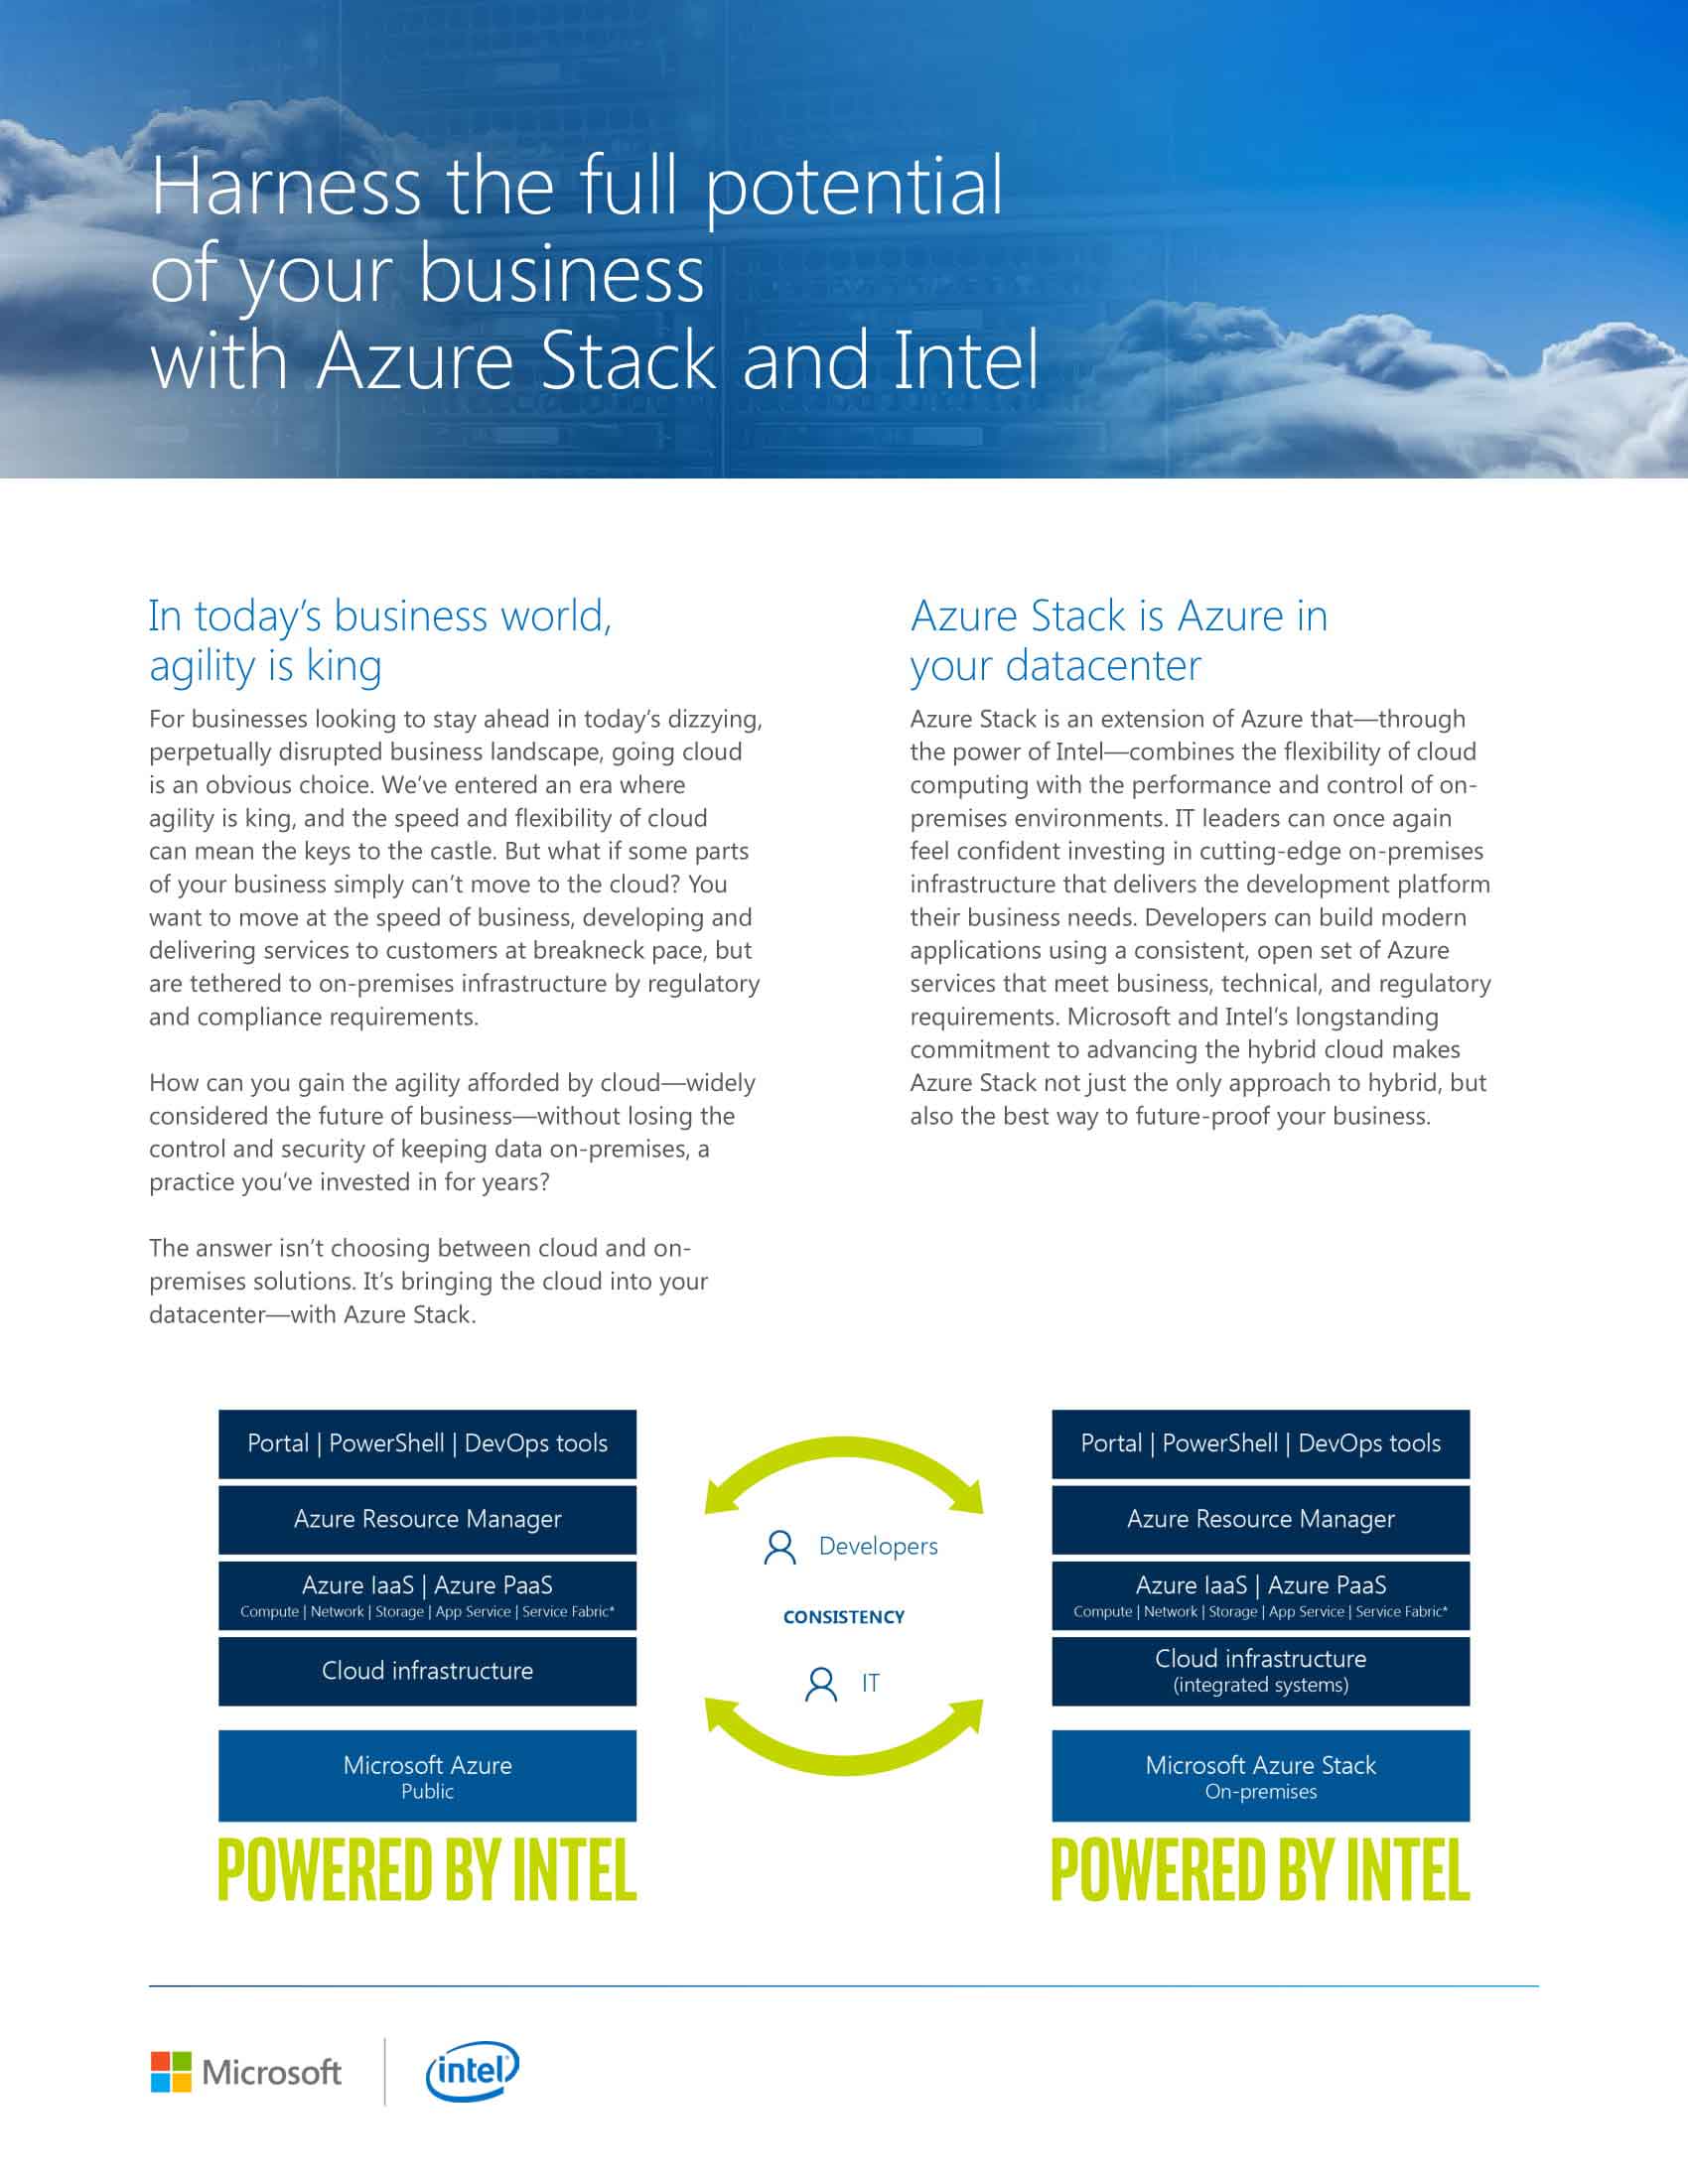 Harness the full potential
of your business
with Azure Stack and Intel
In today’s business world,
agility is king
For businesses looking to stay ahead in today’s dizzying,
perpetually disrupted business landscape, going cloud
is an obvious choice. We’ve entered an era where
agility is king, and the speed and flexibility of cloud
can mean the keys to the castle. But what if some parts
of your business simply can’t move to the cloud? You
want to move at the speed of business, developing and
delivering services to customers at breakneck pace, but
are tethered to on-premises infrastructure by regulatory
and compliance requirements.
How can you gain the agility afforded by cloud—widely
considered the future of business—without losing the
control and security of keeping data on-premises, a
practice you’ve invested in for years?
The answer isn’t choosing between cloud and on-
premises solutions. It’s bringing the cloud into your
datacenter—with Azure Stack.
Azure Stack is Azure in
your datacenter
Azure Stack is an extension of Azure that—through
the power of Intel—combines the flexibility of cloud
computing with the performance and control of on-
premises environments. IT leaders can once again
feel confident investing in cutting-edge on-premises
infrastructure that delivers the development platform
their business needs. Developers can build modern
applications using a consistent, open set of Azure
services that meet business, technical, and regulatory
requirements. Microsoft and Intel’s longstanding
commitment to advancing the hybrid cloud makes
Azure Stack not just the only approach to hybrid, but
also the best way to future-proof your business.
Portal | PowerShell | DevOps tools
Azure Resource Manager
Azure IaaS | Azure PaaS
Compute | Network | Storage | App Service | Service Fabric*
Cloud infrastructure
Microsoft Azure
Public
POWERED BY INTEL
Developers
CONSISTENCY
IT
Portal | PowerShell | DevOps tools
Azure Resource Manager
Azure IaaS | Azure PaaS
Compute | Network | Storage | App Service | Service Fabric*
Cloud infrastructure
(integrated systems)
Microsoft Azure Stack
On-premises
POWERED BY INTEL
Microsoft
intel